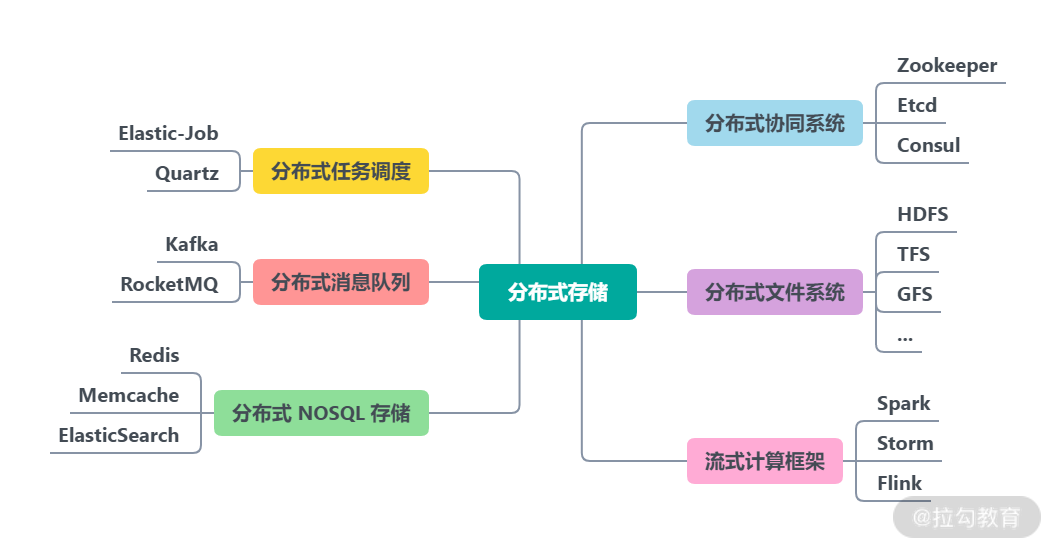 分布式存储
分布式任务调度
Elastic-Job
Quartz
分布式消息队列
Kafka
RocketMQ
分布式 NOSQL 存储
Redis
Memcache
ElasticSearch
分布式协同系统
Zookeeper
Etcd
Consul
分布式文件系统
HDFS
TFS
GFS
...
流式计算框架
Spark
Storm
Flink
@拉勾教育